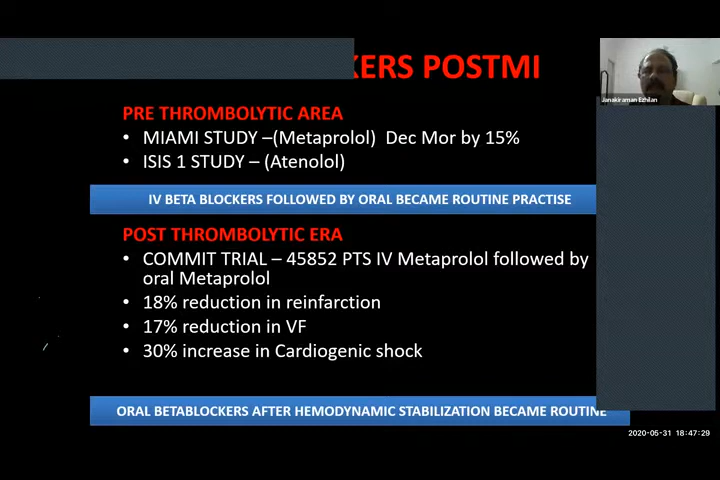 KERS POSTMI
Janakiraman Ezhilan
PRE THROMBOLYTIC AREA
• MIAMI STUDY –(Metaprolol) Dec Mor by 15%
• ISIS 1 STUDY – (Atenolol)
IV BETA BLOCKERS FOLLOWED BY ORAL BECAME ROUTINE PRACTISE
POST THROMBOLYTIC ERA
• COMMIT TRIAL – 45852 PTS IV Metaprolol followed by
oral Metaprolol
• 18% reduction in reinfarction
• 17% reduction in VF
• 30% increase in Cardiogenic shock
ORAL BETABLOCKERS AFTER HEMODYNAMIC STABILIZATION BECAME ROUTINE
2020-05-31 18:47:29